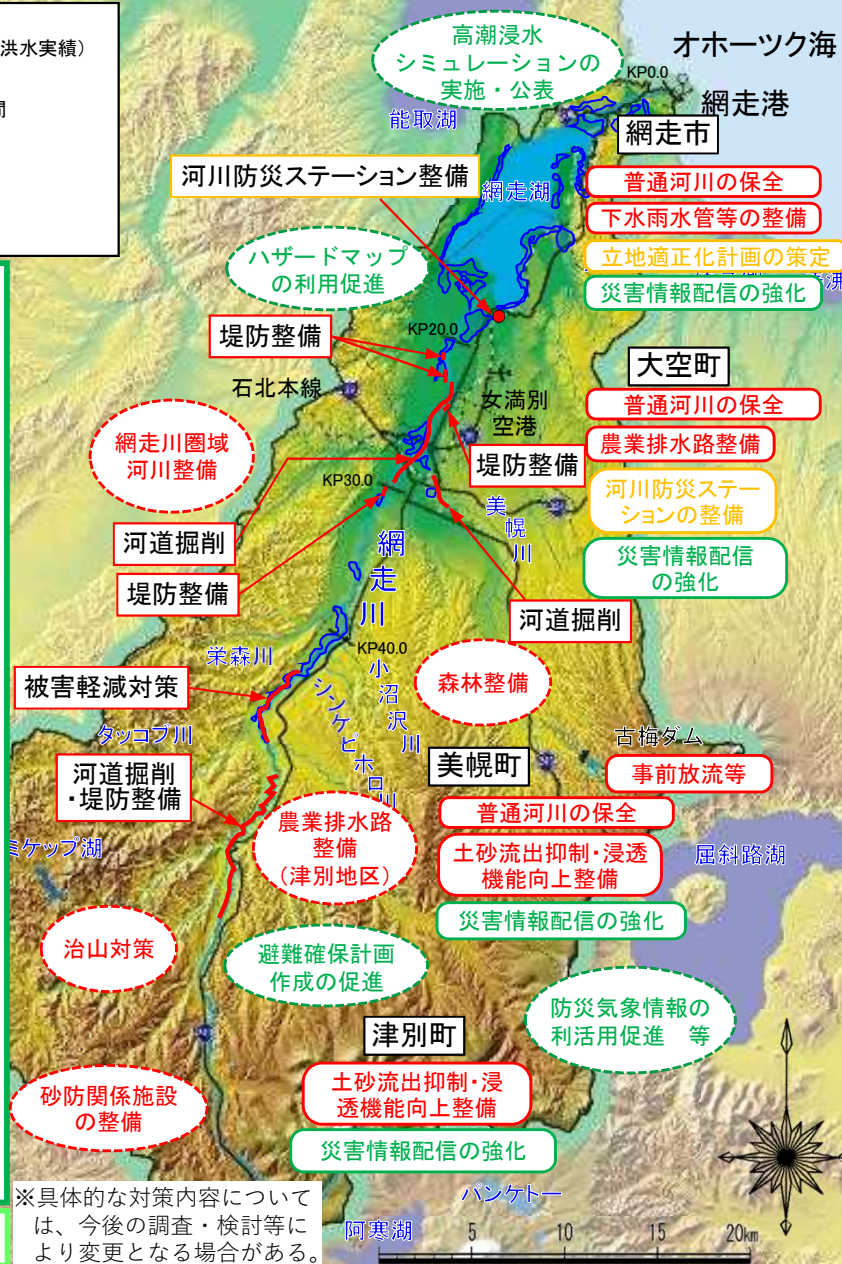 洪水実績）
間
高潮浸水
シミュレーションの
実施・公表
オホーツク海
KP0.0
網走港
能取湖
網走市
河川防災ステーション整備
網走湖
普通河川の保全
下水雨水管等の整備
立地適正化計画の策定
災害情報配信の強化
ハザードマップ
の利用促進
KP20.0
堤防整備
石北本線
大空町
女満別
空港
普通河川の保全
農業排水路整備
河川防災ステー
ションの整備
災害情報配信
の強化
網走川圏域
河川整備
堤防整備
KP30.0
美幌川
河道掘削
網走川
堤防整備
河道掘削
KP40.0
栄森川
小沼沢川
森林整備
被害軽減対策
シンケピホロ川
タッコブ川
古梅ダム
美幌町
事前放流等
河道掘削
・堤防整備
普通河川の保全
農業排水路
整備
（津別地区）
土砂流出抑制・浸透
機能向上整備
ミケップ湖
屈斜路湖
災害情報配信の強化
治山対策
避難確保計画
作成の促進
防災気象情報の
利活用促進　等
津別町
土砂流出抑制・浸
透機能向上整備
砂防関係施設
の整備
災害情報配信の強化
※具体的な対策内容について
は、今後の調査・検討等に
より変更となる場合がある。
パンケトー
阿寒湖
5 10 15 20km